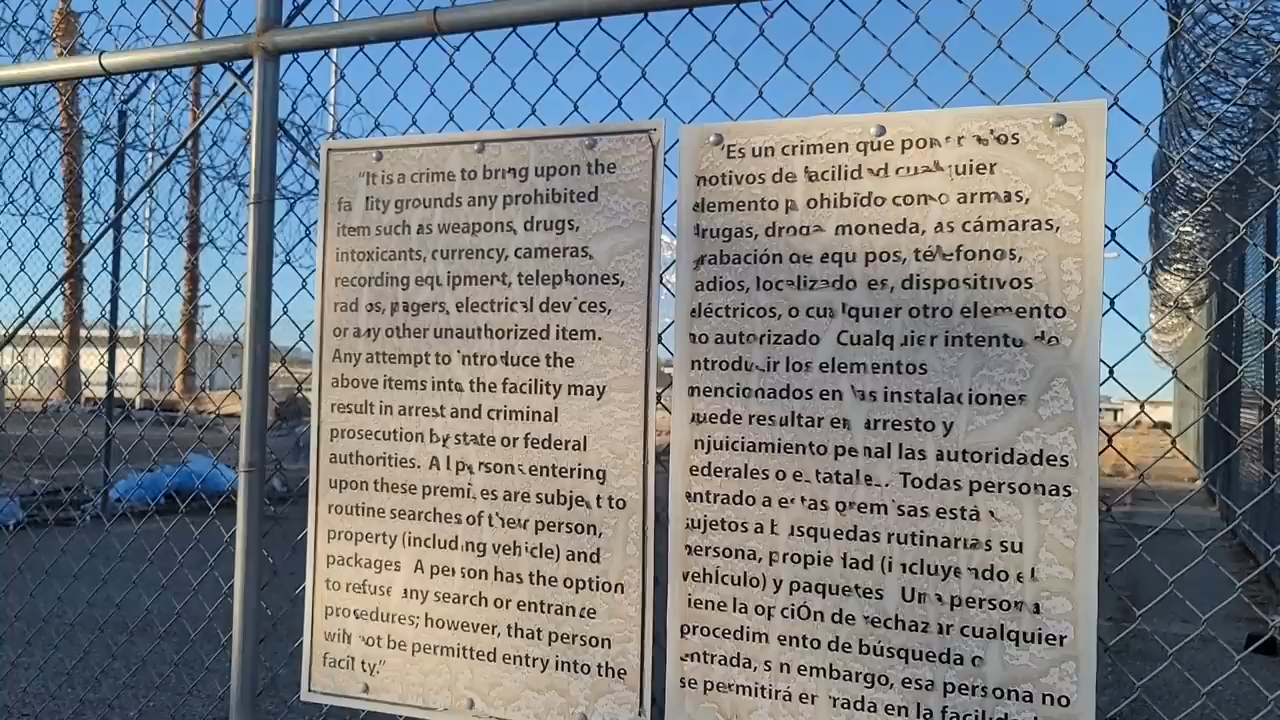 "It is a crime to bring upon the
facility grounds any prohibited
item such as weapons, drugs,
intoxicants, currency, cameras,
recording equipment, telephones,
radios, pagers, electrical devices,
or any other unauthorized item.
Any attempt to introduce the
above items into the facility may
result in arrest and criminal
prosecution by state or federal
authorities. All persons entering
upon these premises are subject to
routine searches of their person,
property (including vehicle) and
packages A person has the option
to refuse any search or entrance
procedures; however, that person
will not be permitted entry into the
facility."
"Es un crimen que poner a los
motivos de facilidad cualquier
elemento prohibido como armas,
drugas, droga moneda, as cámaras,
grabación de equipos, teléfonos,
radios, localizadores, dispositivos
eléctricos, o cualquier otro elemento
no autorizado Cualquier intento de
introducir los elementos
mencionados en las instalaciones
puede resultar en arresto y
enjuiciamiento penal las autoridades
federales o estatales. Todas personas
entrado a estas premisas está
sujetos a búsquedas rutinarias su
persona, propiedad (incluyendo el
vehículo) y paquetes Una persona
tiene la opciÓn de rechazar cualquier
procedimiento de búsqueda o
entrada, sin embargo, esa persona no
se permitirá entrada en la